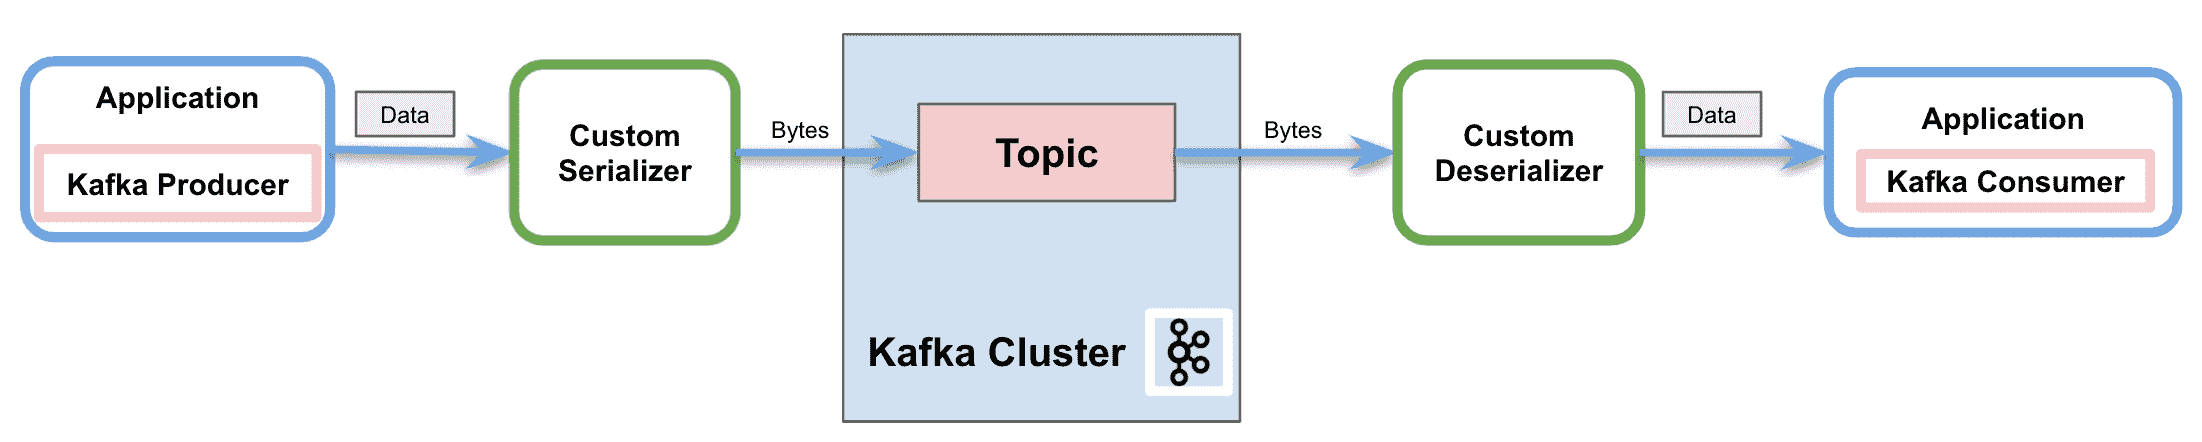 Application
Kafka Producer
Data
Custom
Serializer
Bytes
Topic
Kafka Cluster
Bytes
Custom
Deserializer
Data
Application
Kafka Consumer